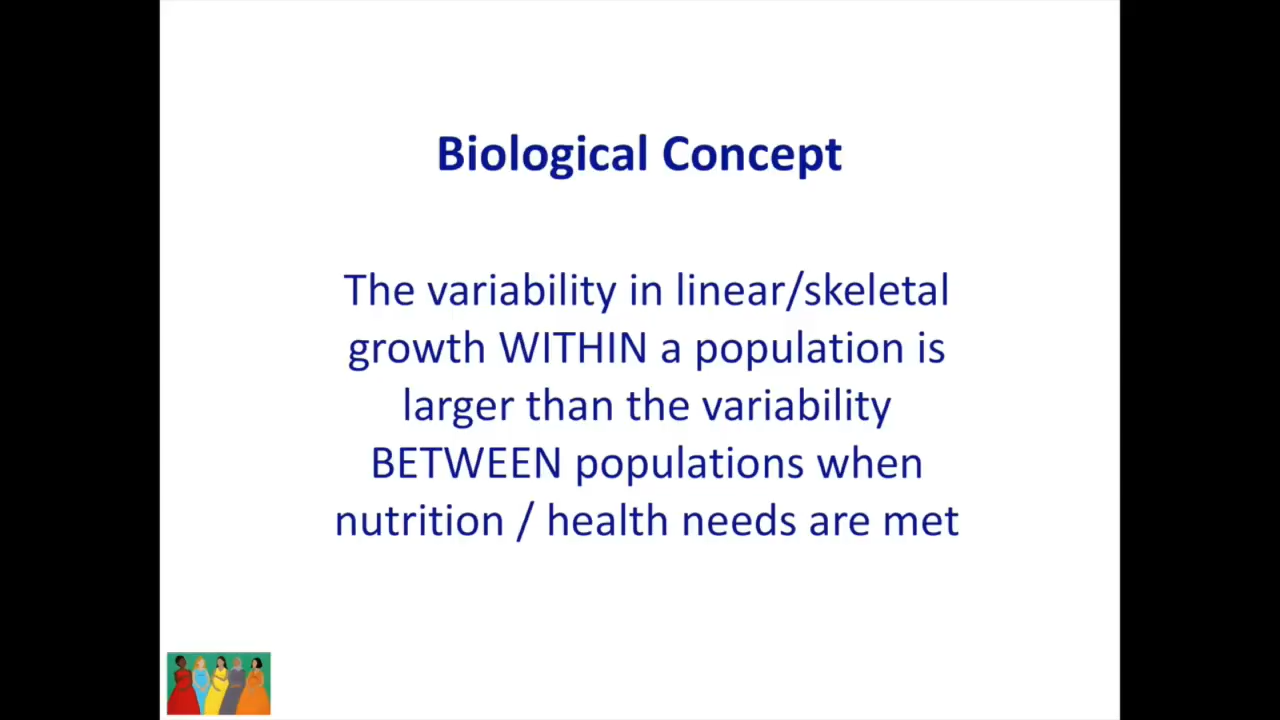 Biological Concept
The variability in linear/skeletal
growth WITHIN a population is
larger than the variability
BETWEEN populations when
nutrition / health needs are met